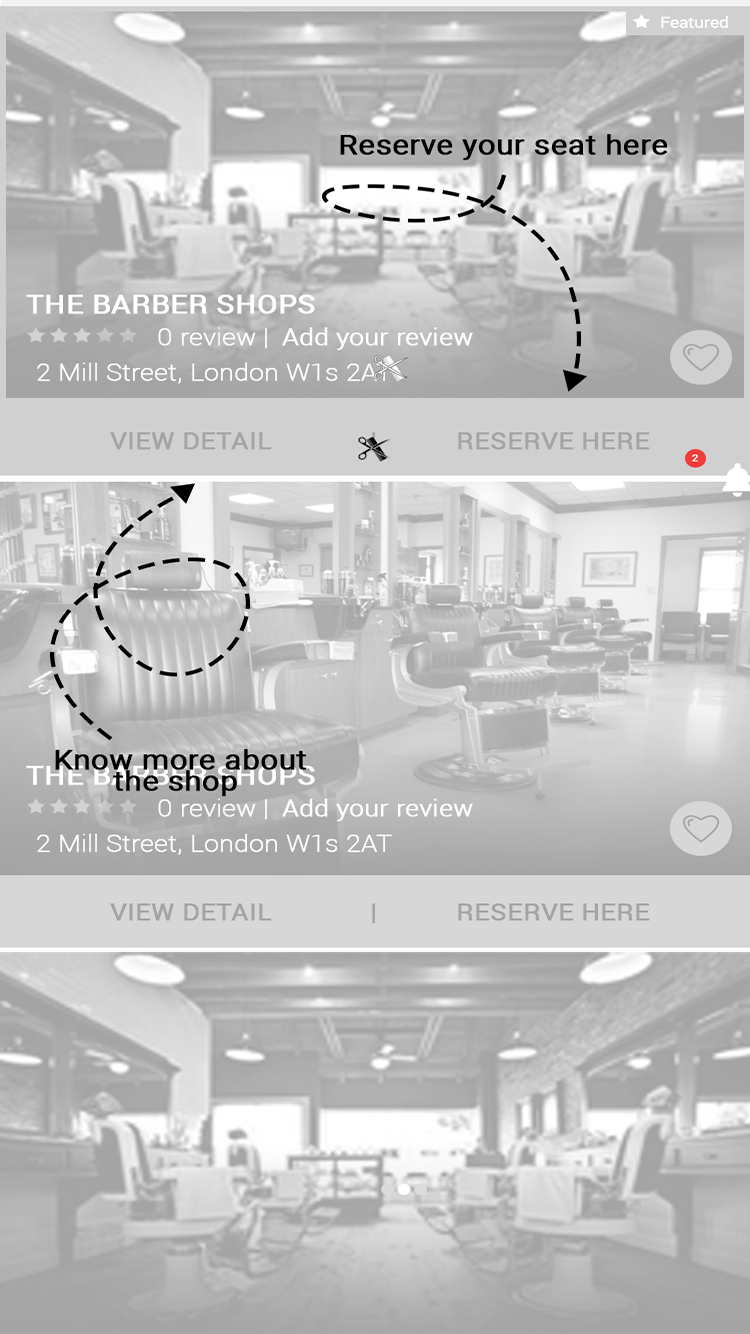 Featured
Reserve your seat here
THE BARBER SHOPS
0 review | Add your review
2 Mill Street, London W1s 2AT
VIEW DETAIL
RESERVE HERE
2
Know more about
the shop
THE BARBER SHOPS
0 review | Add your review
2 Mill Street, London W1s 2AT
VIEW DETAIL | RESERVE HERE